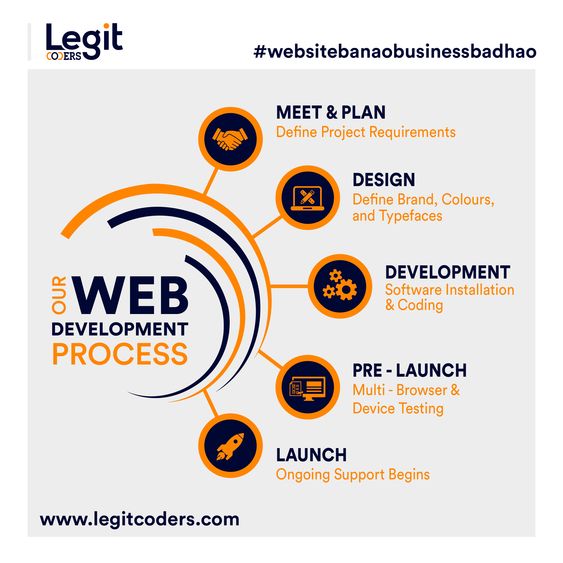 Legit
CODERS
#websitebanaobusinessbadhao
MEET & PLAN
Define Project Requirements
DESIGN
Define Brand, Colours,
and Typefaces
DEVELOPMENT
Software Installation
& Coding
OUR
WEB
DEVELOPMENT
PROCESS
PRE - LAUNCH
Multi - Browser &
Device Testing
LAUNCH
Ongoing Support Begins
www.legitcoders.com